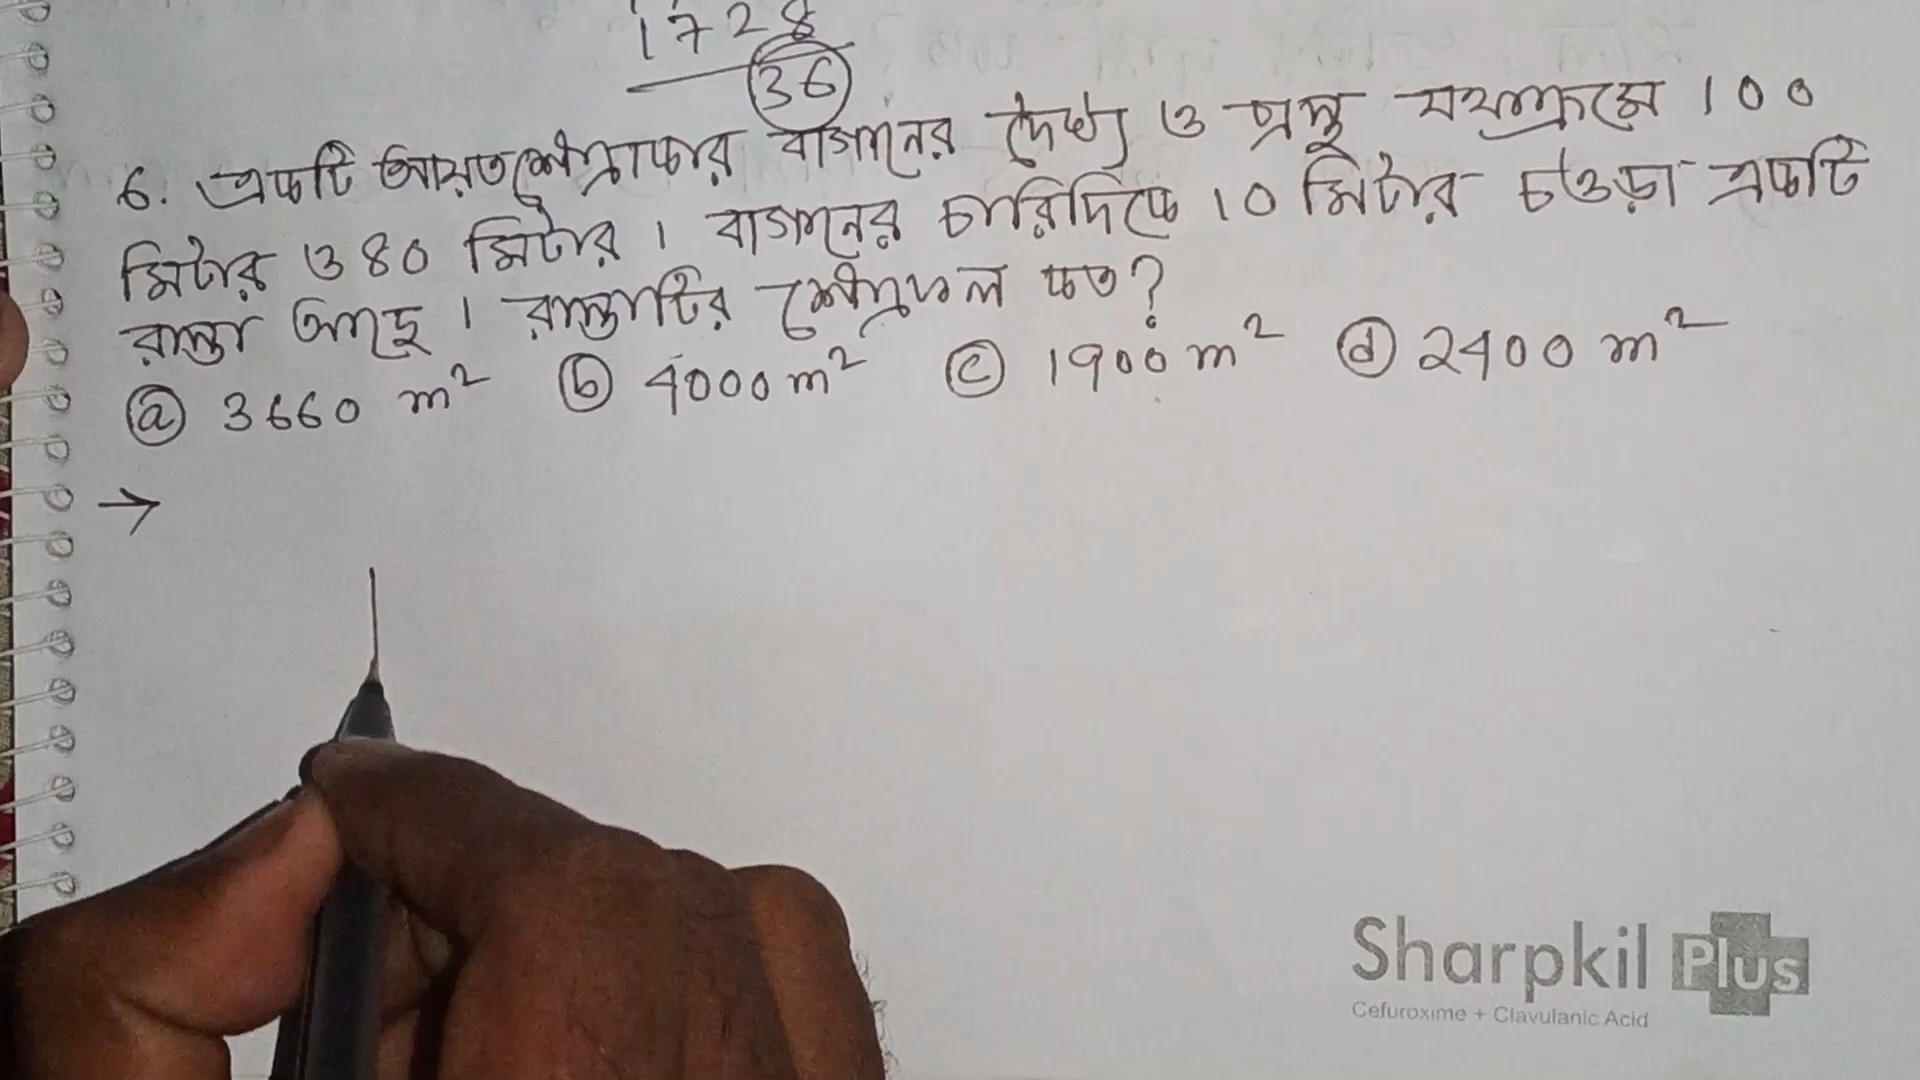 1728
36
6. একটি আয়তক্ষেত্রাকার বাগানের দৈর্ঘ্য ও প্রস্থ যথাক্রমে 100
মিটার ও 80 মিটার । বাগানের চারিদিকে 10 মিটার চওড়া একটি
রাস্তা আছে । রাস্তাটির ক্ষেত্রফল কত?
ⓐ 3660 m² ⓑ 4000 m² ⓒ 1900 m² ⓓ 2400 m²
→
Sharpkil Plus
Cefuroxime + Clavulanic Acid